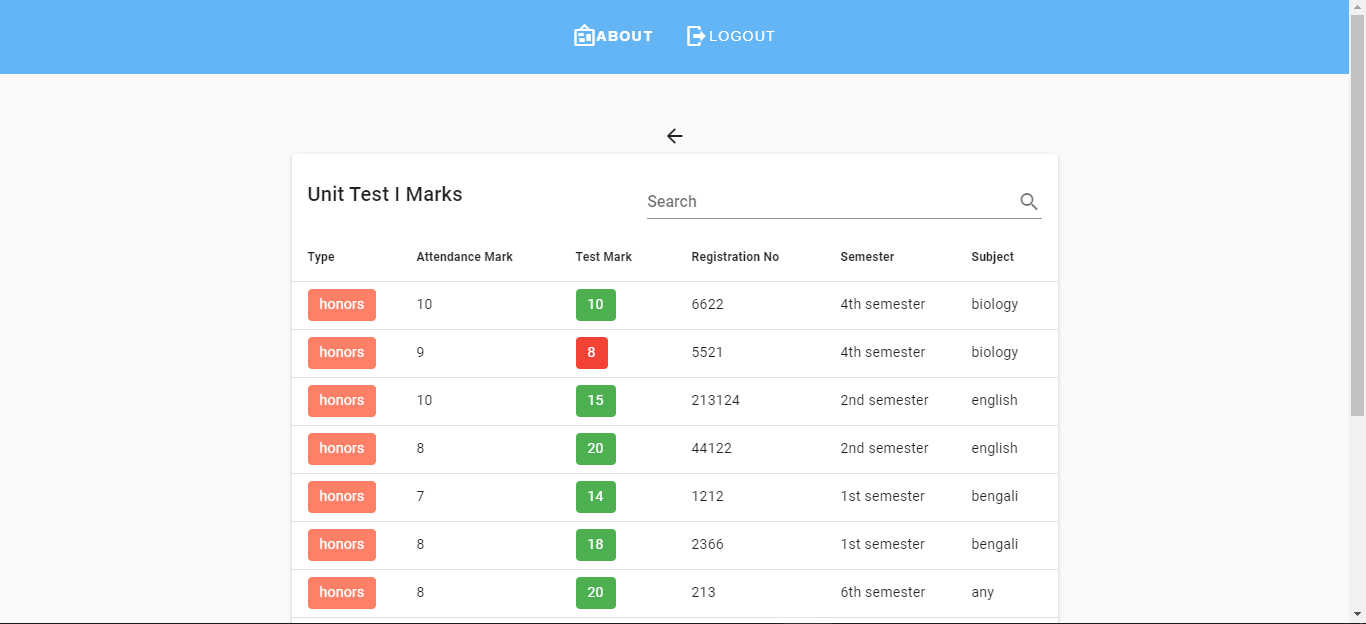 ABOUT LOGOUT
Unit Test I Marks
Search
Type Attendance Mark Test Mark Registration No Semester Subject
honors 10 10 6622 4th semester biology
honors 9 8 5521 4th semester biology
honors 10 15 213124 2nd semester english
honors 8 20 44122 2nd semester english
honors 7 14 1212 1st semester bengali
honors 8 18 2366 1st semester bengali
honors 8 20 213 6th semester any